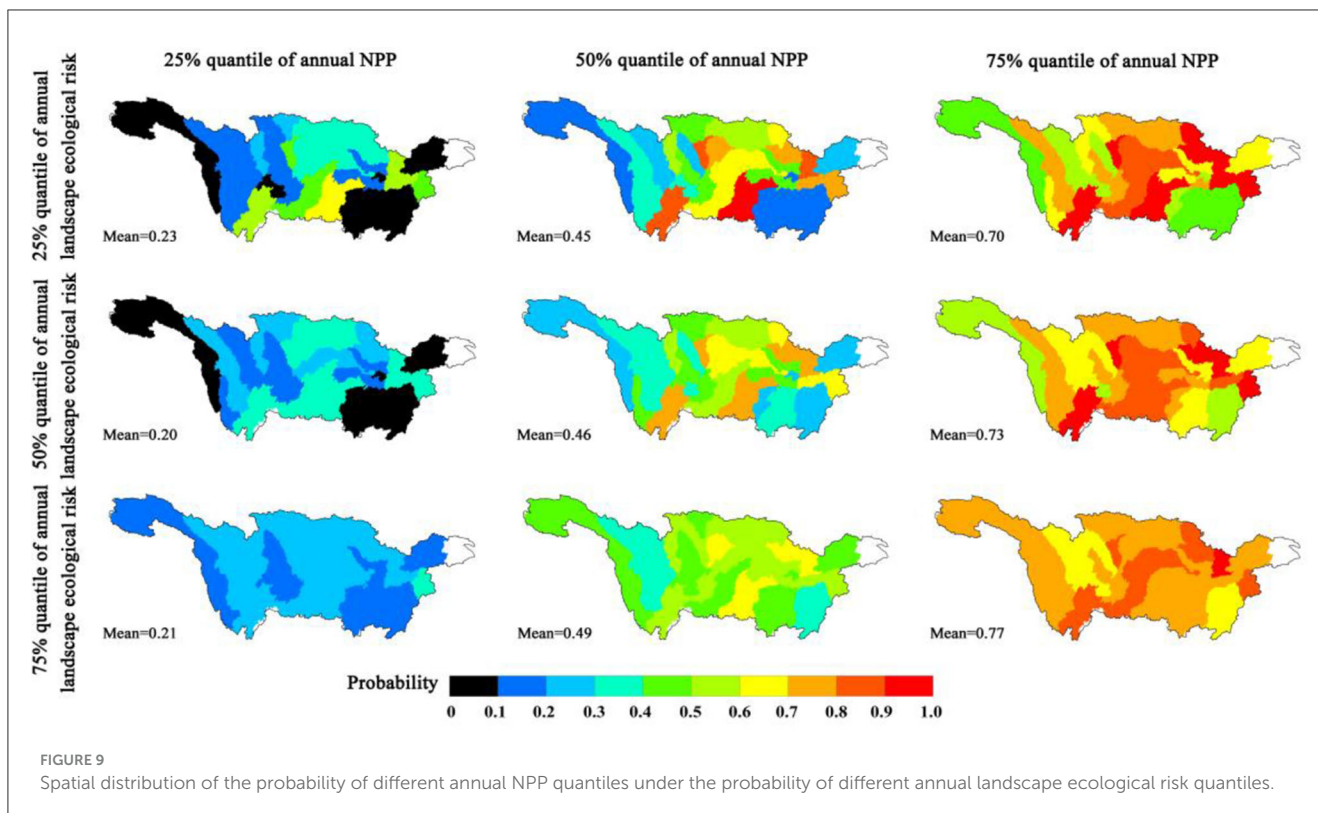 25% quantile of annual NPP
50% quantile of annual NPP
75% quantile of annual NPP
25% quantile of annual
landscape ecological risk
Mean=0.23
Mean=0.45
Mean=0.70
50% quantile of annual
landscape ecological risk
Mean=0.20
Mean=0.46
Mean=0.73
75% quantile of annual
landscape ecological risk
Mean=0.21
Mean=0.49
Mean=0.77
Probability
0 0.1 0.2 0.3 0.4 0.5 0.6 0.7 0.8 0.9 1.0
FIGURE 9
Spatial distribution of the probability of different annual NPP quantiles under the probability of different annual landscape ecological risk quantiles.